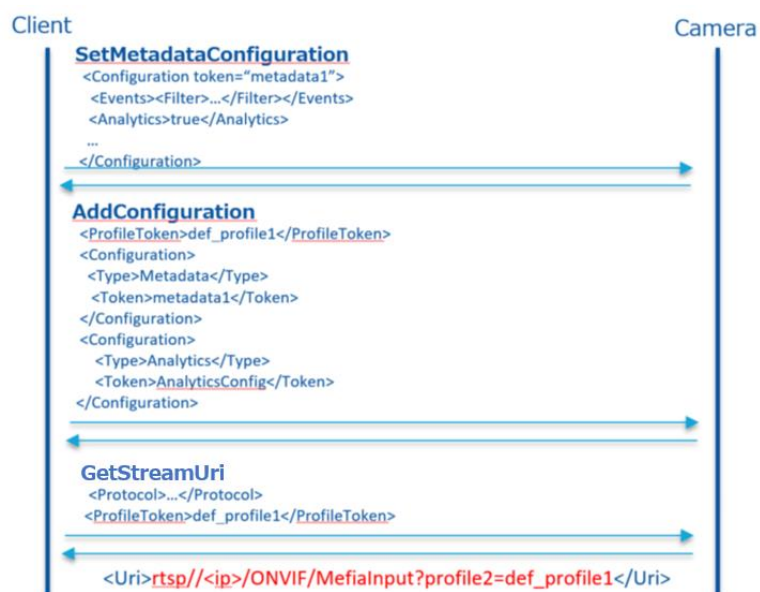 Client
Camera
SetMetadataConfiguration
<Configuration token="metadata1">
<Events><Filter>...</Filter></Events>
<Analytics>true</Analytics>
...
</Configuration>
AddConfiguration
<ProfileToken>def_profile1</ProfileToken>
<Configuration>
<Type>Metadata</Type>
<Token>metadata1</Token>
</Configuration>
<Configuration>
<Type>Analytics</Type>
<Token>AnalyticsConfig</Token>
</Configuration>
GetStreamUri
<Protocol>...</Protocol>
<ProfileToken>def_profile1</ProfileToken>
<Uri>rtsp//<ip>/ONVIF/MefiaInput?profile2=def_profile1</Uri>